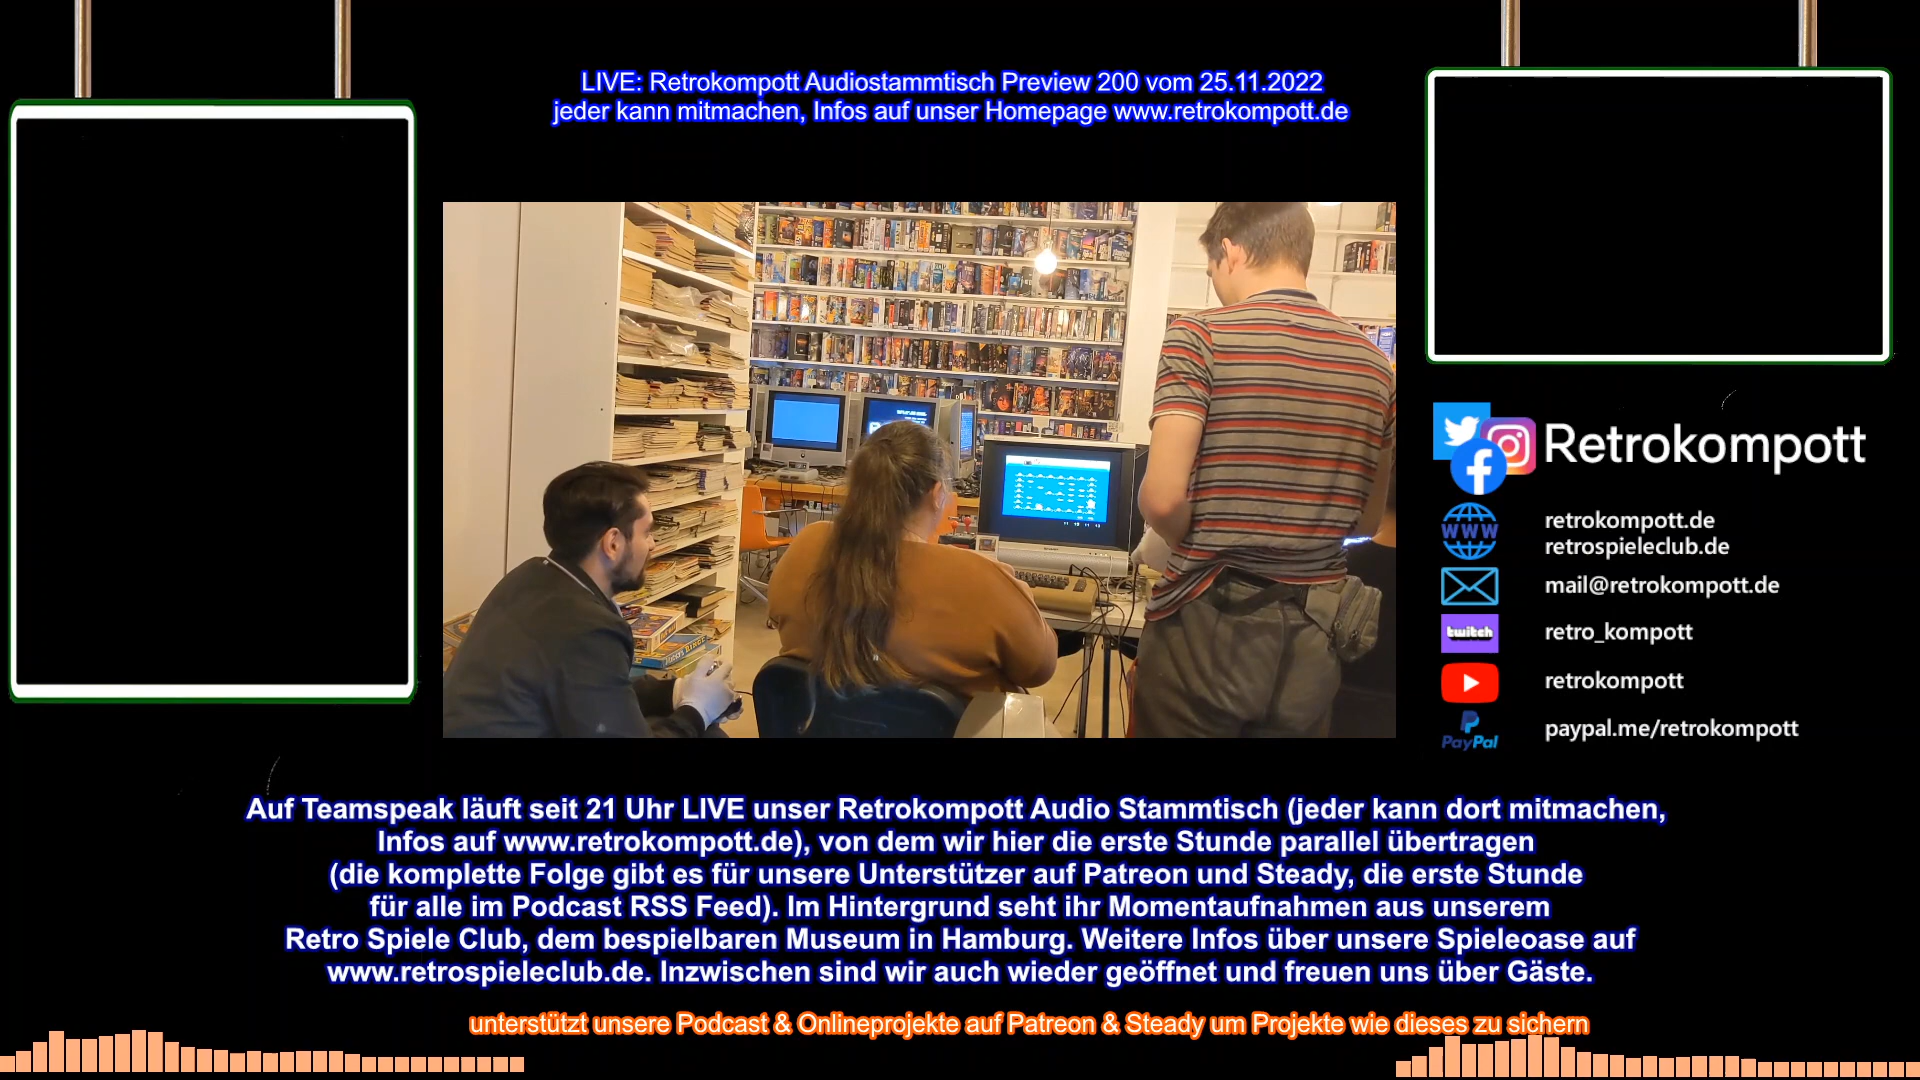 LIVE: Retrokompott Audiostammtisch Preview 200 vom 25.11.2022
jeder kann mitmachen, Infos auf unser Homepage www.retrokompott.de
Retrokompott
WWW
retrokompott.de
retrospieleclub.de
mail@retrokompott.de
twitch
retro_kompott
retrokompott
PayPal
paypal.me/retrokompott
Auf Teamspeak läuft seit 21 Uhr LIVE unser Retrokompott Audio Stammtisch (jeder kann dort mitmachen,
Infos auf www.retrokompott.de), von dem wir hier die erste Stunde parallel übertragen
(die komplette Folge gibt es für unsere Unterstützer auf Patreon und Steady, die erste Stunde
für alle im Podcast RSS Feed). Im Hintergrund seht ihr Momentaufnahmen aus unserem
Retro Spiele Club, dem bespielbaren Museum in Hamburg. Weitere Infos über unsere Spieleoase auf
www.retrospieleclub.de. Inzwischen sind wir auch wieder geöffnet und freuen uns über Gäste.
unterstützt unsere Podcast & Onlineprojekte auf Patreon & Steady um Projekte wie dieses zu sichern